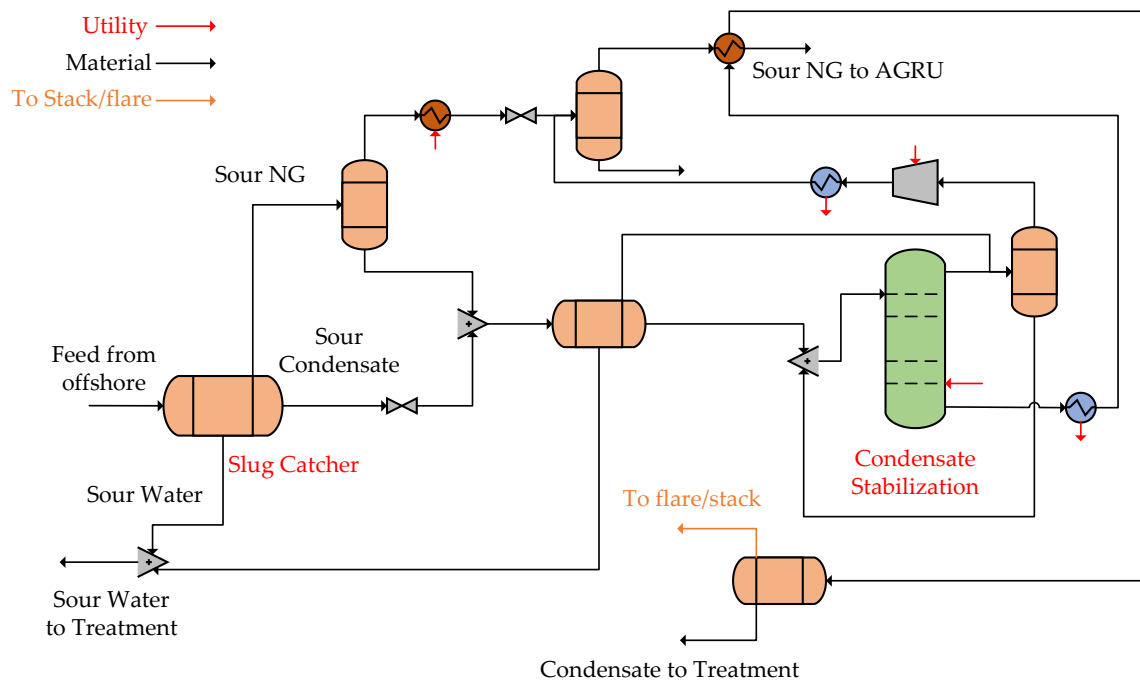 Utility
Material
To Stack/flare
Sour NG to AGRU
Sour NG
Sour
Condensate
Feed from
offshore
Slug Catcher
Condensate
Stabilization
Sour Water
To flare/stack
Sour Water
to Treatment
Condensate to Treatment